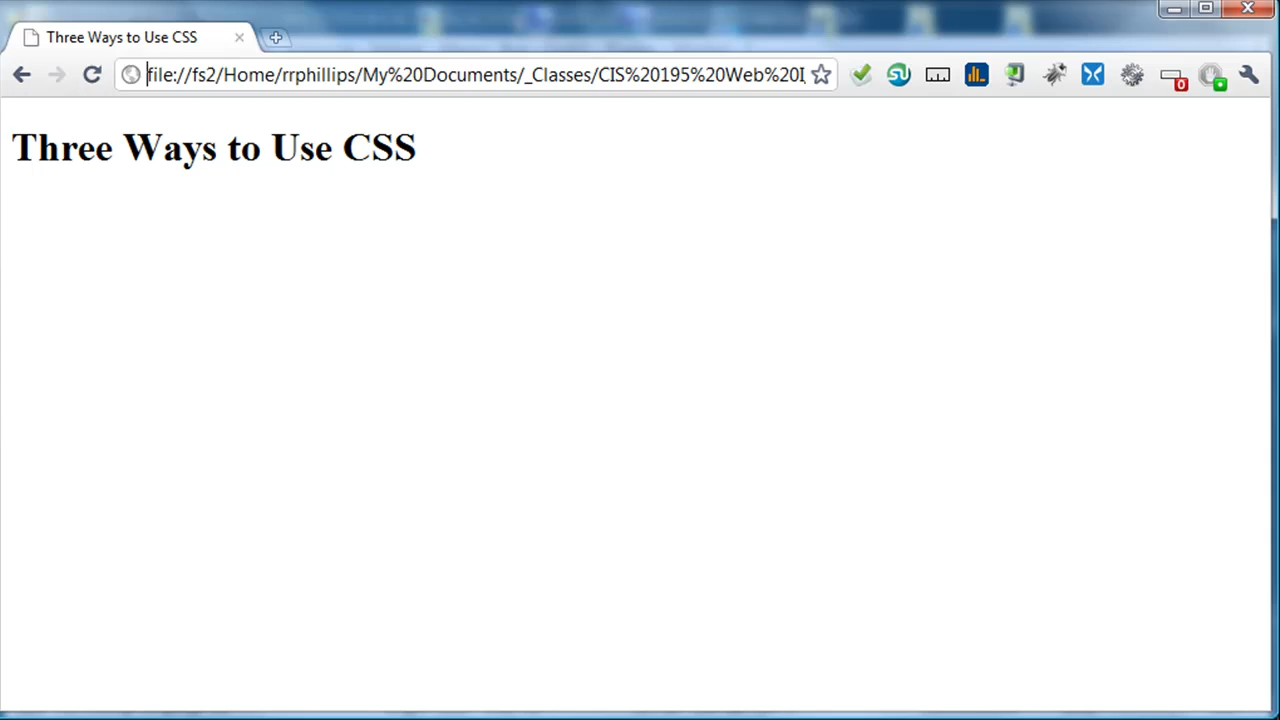 Three Ways to Use CSS
file://fs2/Home/rrphillips/My%20Documents/_Classes/CIS%20195%20Web%20I
0
Three Ways to Use CSS